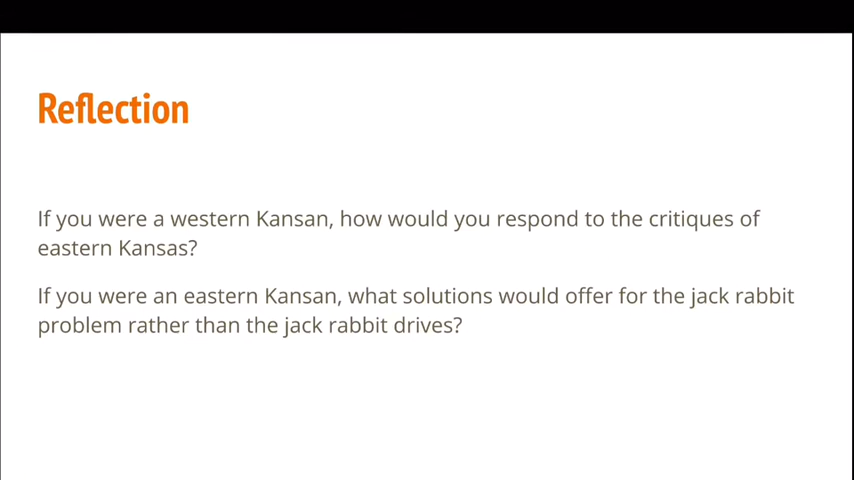 Reflection
If you were a western Kansan, how would you respond to the critiques of
eastern Kansas?
If you were an eastern Kansan, what solutions would offer for the jack rabbit
problem rather than the jack rabbit drives?